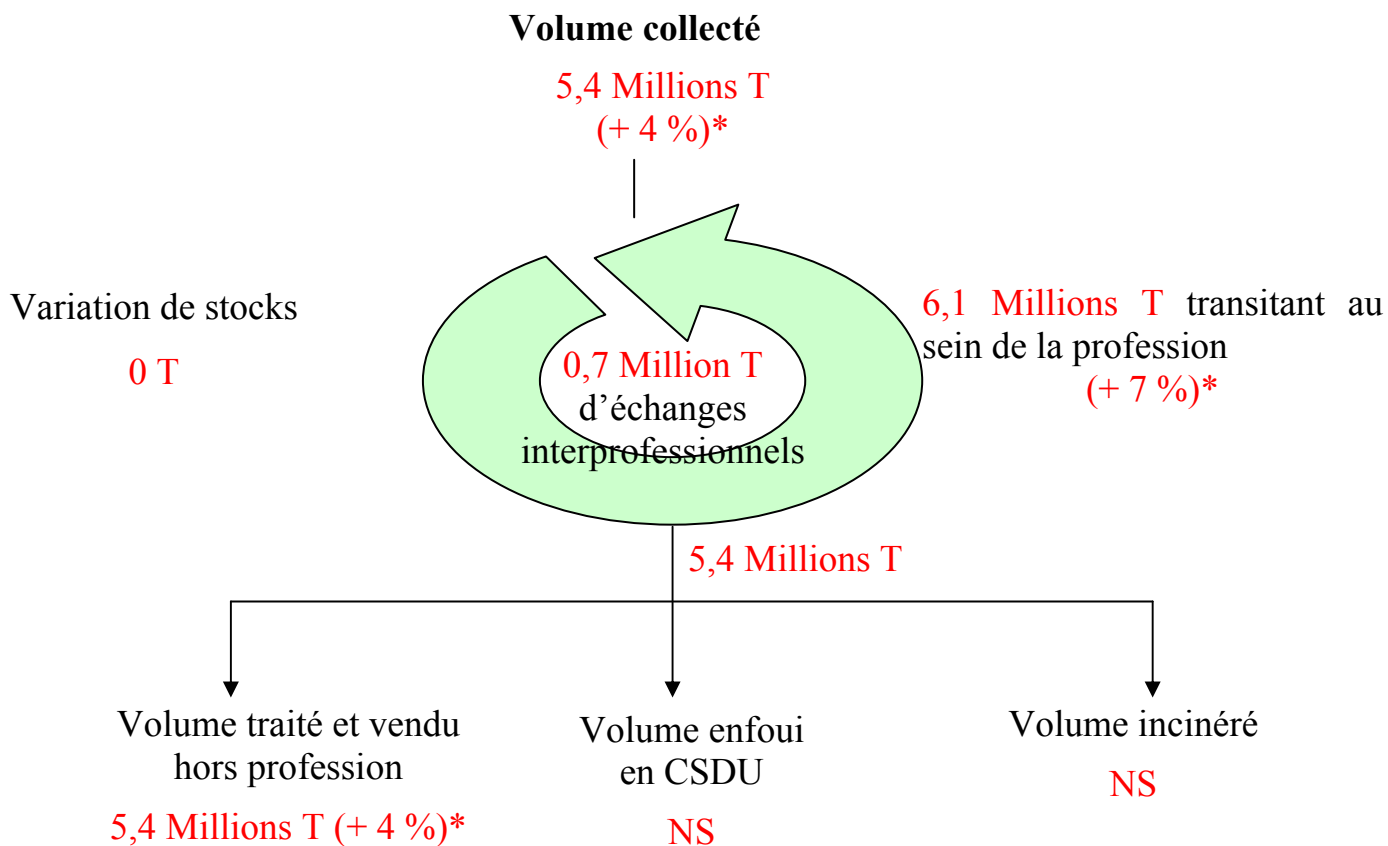 Volume collecté
5,4 Millions T
(+ 4 %)*
Variation de stocks
0 T
6,1 Millions T transitant au
sein de la profession
(+ 7 %)*
0,7 Million T
d’échanges
interprofessionnels
5,4 Millions T
Volume traité et vendu
hors profession
5,4 Millions T (+ 4 %)*
Volume enfoui
en CSDU
NS
Volume incinéré
NS